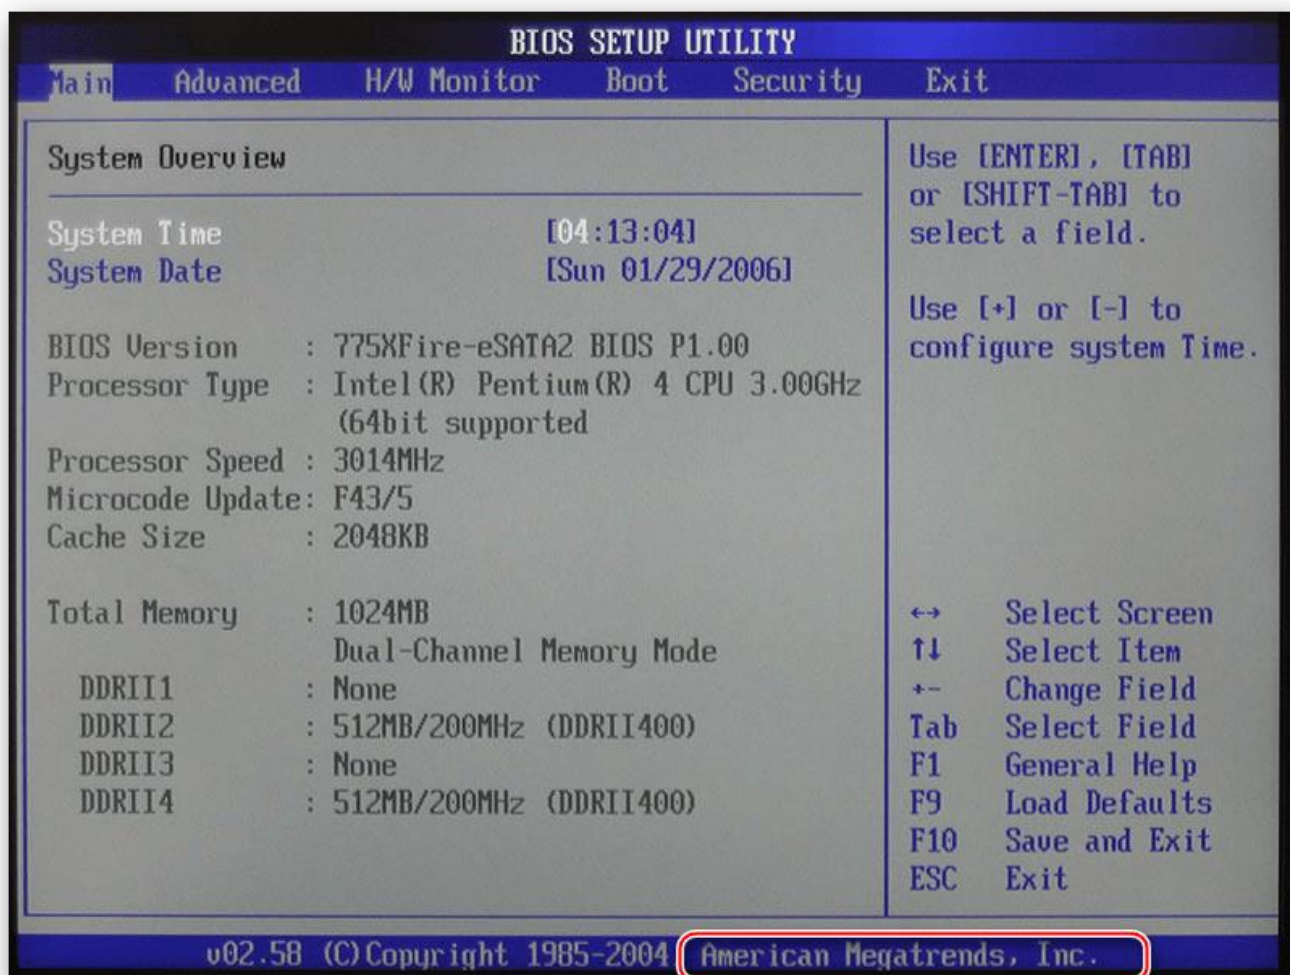 BIOS SETUP UTILITY
Main Advanced H/W Monitor Boot Security Exit
System Overview
System Time [04:13:04]
System Date [Sun 01/29/2006]
BIOS Version : 775XFire-eSATA2 BIOS P1.00
Processor Type : Intel(R) Pentium(R) 4 CPU 3.00GHz
(64bit supported
Processor Speed : 3014MHz
Microcode Update: F43/5
Cache Size : 2048KB
Total Memory : 1024MB
Dual-Channel Memory Mode
DDRII1 : None
DDRII2 : 512MB/200MHz (DDRII400)
DDRII3 : None
DDRII4 : 512MB/200MHz (DDRII400)
Use [ENTER], [TAB]
or [SHIFT-TAB] to
select a field.
Use [+] or [-] to
configure system Time.
←→ Select Screen
↑↓ Select Item
+- Change Field
Tab Select Field
F1 General Help
F9 Load Defaults
F10 Save and Exit
ESC Exit
v02.58 (C)Copyright 1985-2004, American Megatrends, Inc.